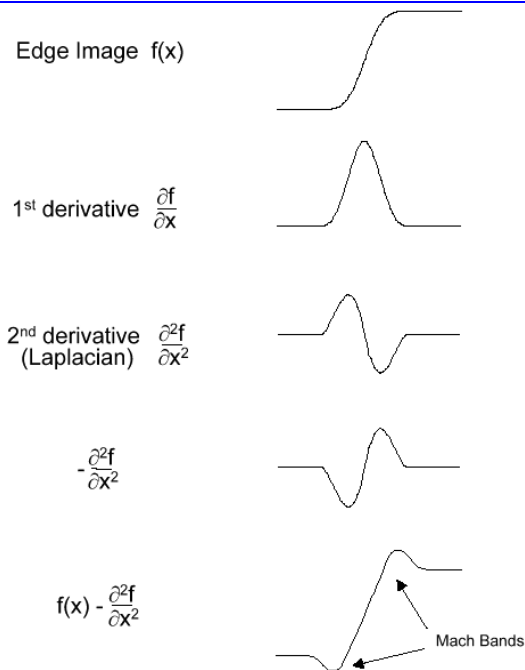 Edge Image f(x)
1st derivative ∂f/∂x
2nd derivative ∂²f/∂x²
(Laplacian)
-∂²f/∂x²
f(x) - ∂²f/∂x²
Mach Bands